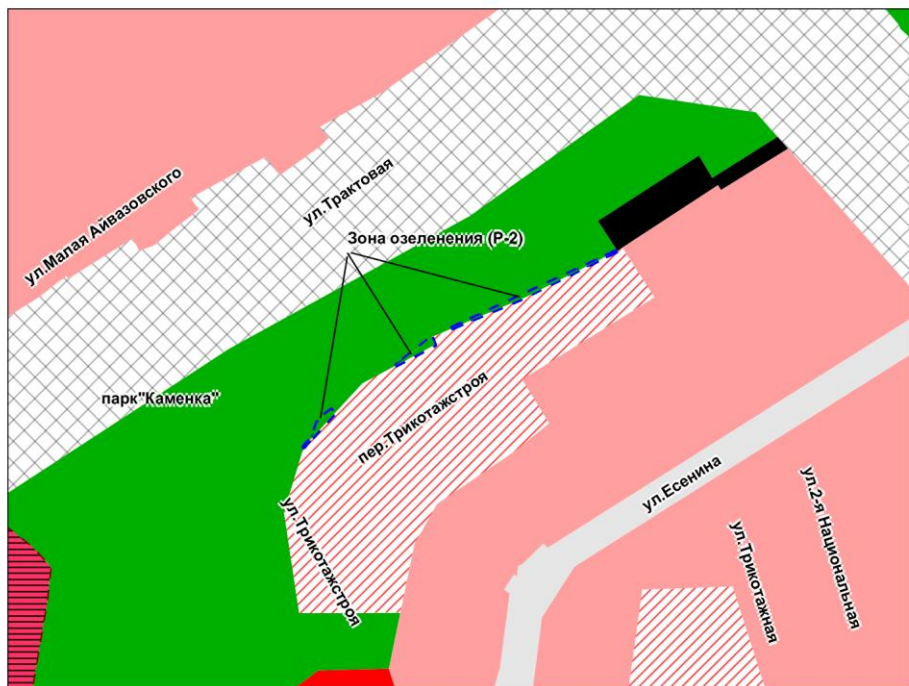 ул.Малая Айвазовского
ул.Трактовая
Зона озеленения (Р-2)
парк"Каменка"
пер.Трикотажстроя
ул.Трикотажстроя
ул.Есенина
ул.2-я Национальная
ул.Трикотажная